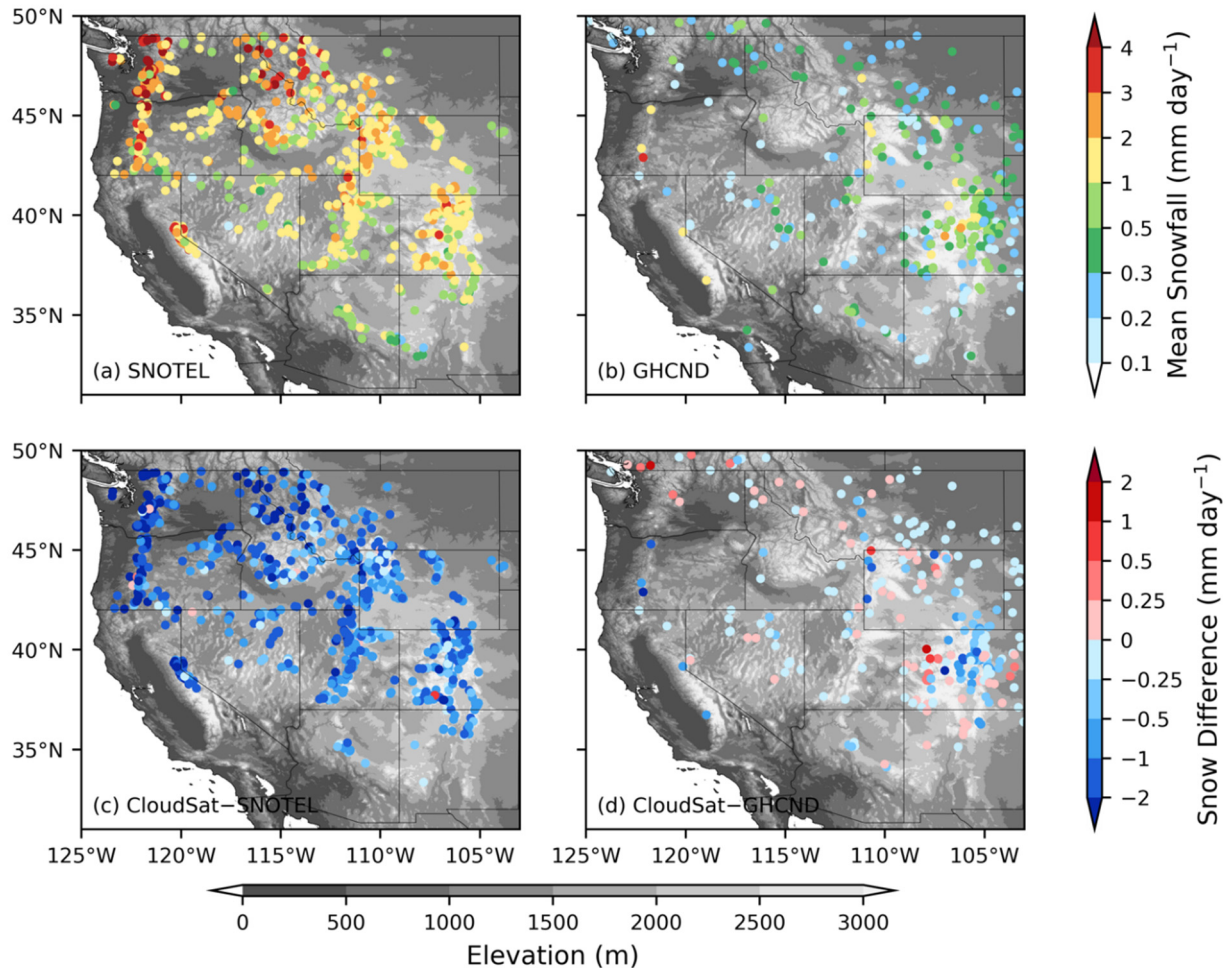 50°N
45°N
40°N
35°N
(a) SNOTEL
(b) GHCND
4
3
2
1
0.5
0.3
0.2
0.1
Mean Snowfall (mm day⁻¹)
125°W 120°W 115°W 110°W 105°W
50°N
45°N
40°N
35°N
(c) CloudSat−SNOTEL
(d) CloudSat−GHCND
2
1
0.5
0.25
0
−0.25
−0.5
−1
−2
Snow Difference (mm day⁻¹)
125°W 120°W 115°W 110°W 105°W
0 500 1000 1500 2000 2500 3000
Elevation (m)